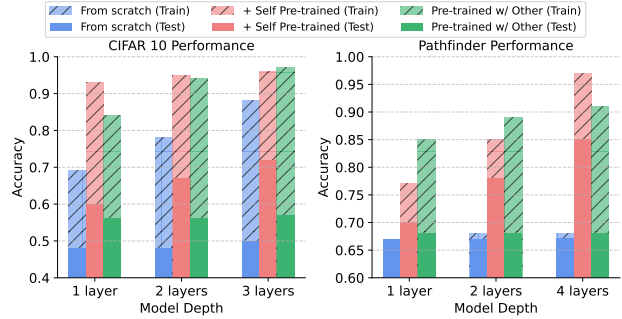 From scratch (Train)
+ Self Pre-trained (Train)
Pre-trained w/ Other (Train)
From scratch (Test)
+ Self Pre-trained (Test)
Pre-trained w/ Other (Test)
CIFAR 10 Performance
Accuracy
1.0
0.9
0.8
0.7
0.6
0.5
0.4
1 layer
2 layers
3 layers
Model Depth
Pathfinder Performance
Accuracy
1.00
0.95
0.90
0.85
0.80
0.75
0.70
0.65
0.60
1 layer
2 layers
4 layers
Model Depth